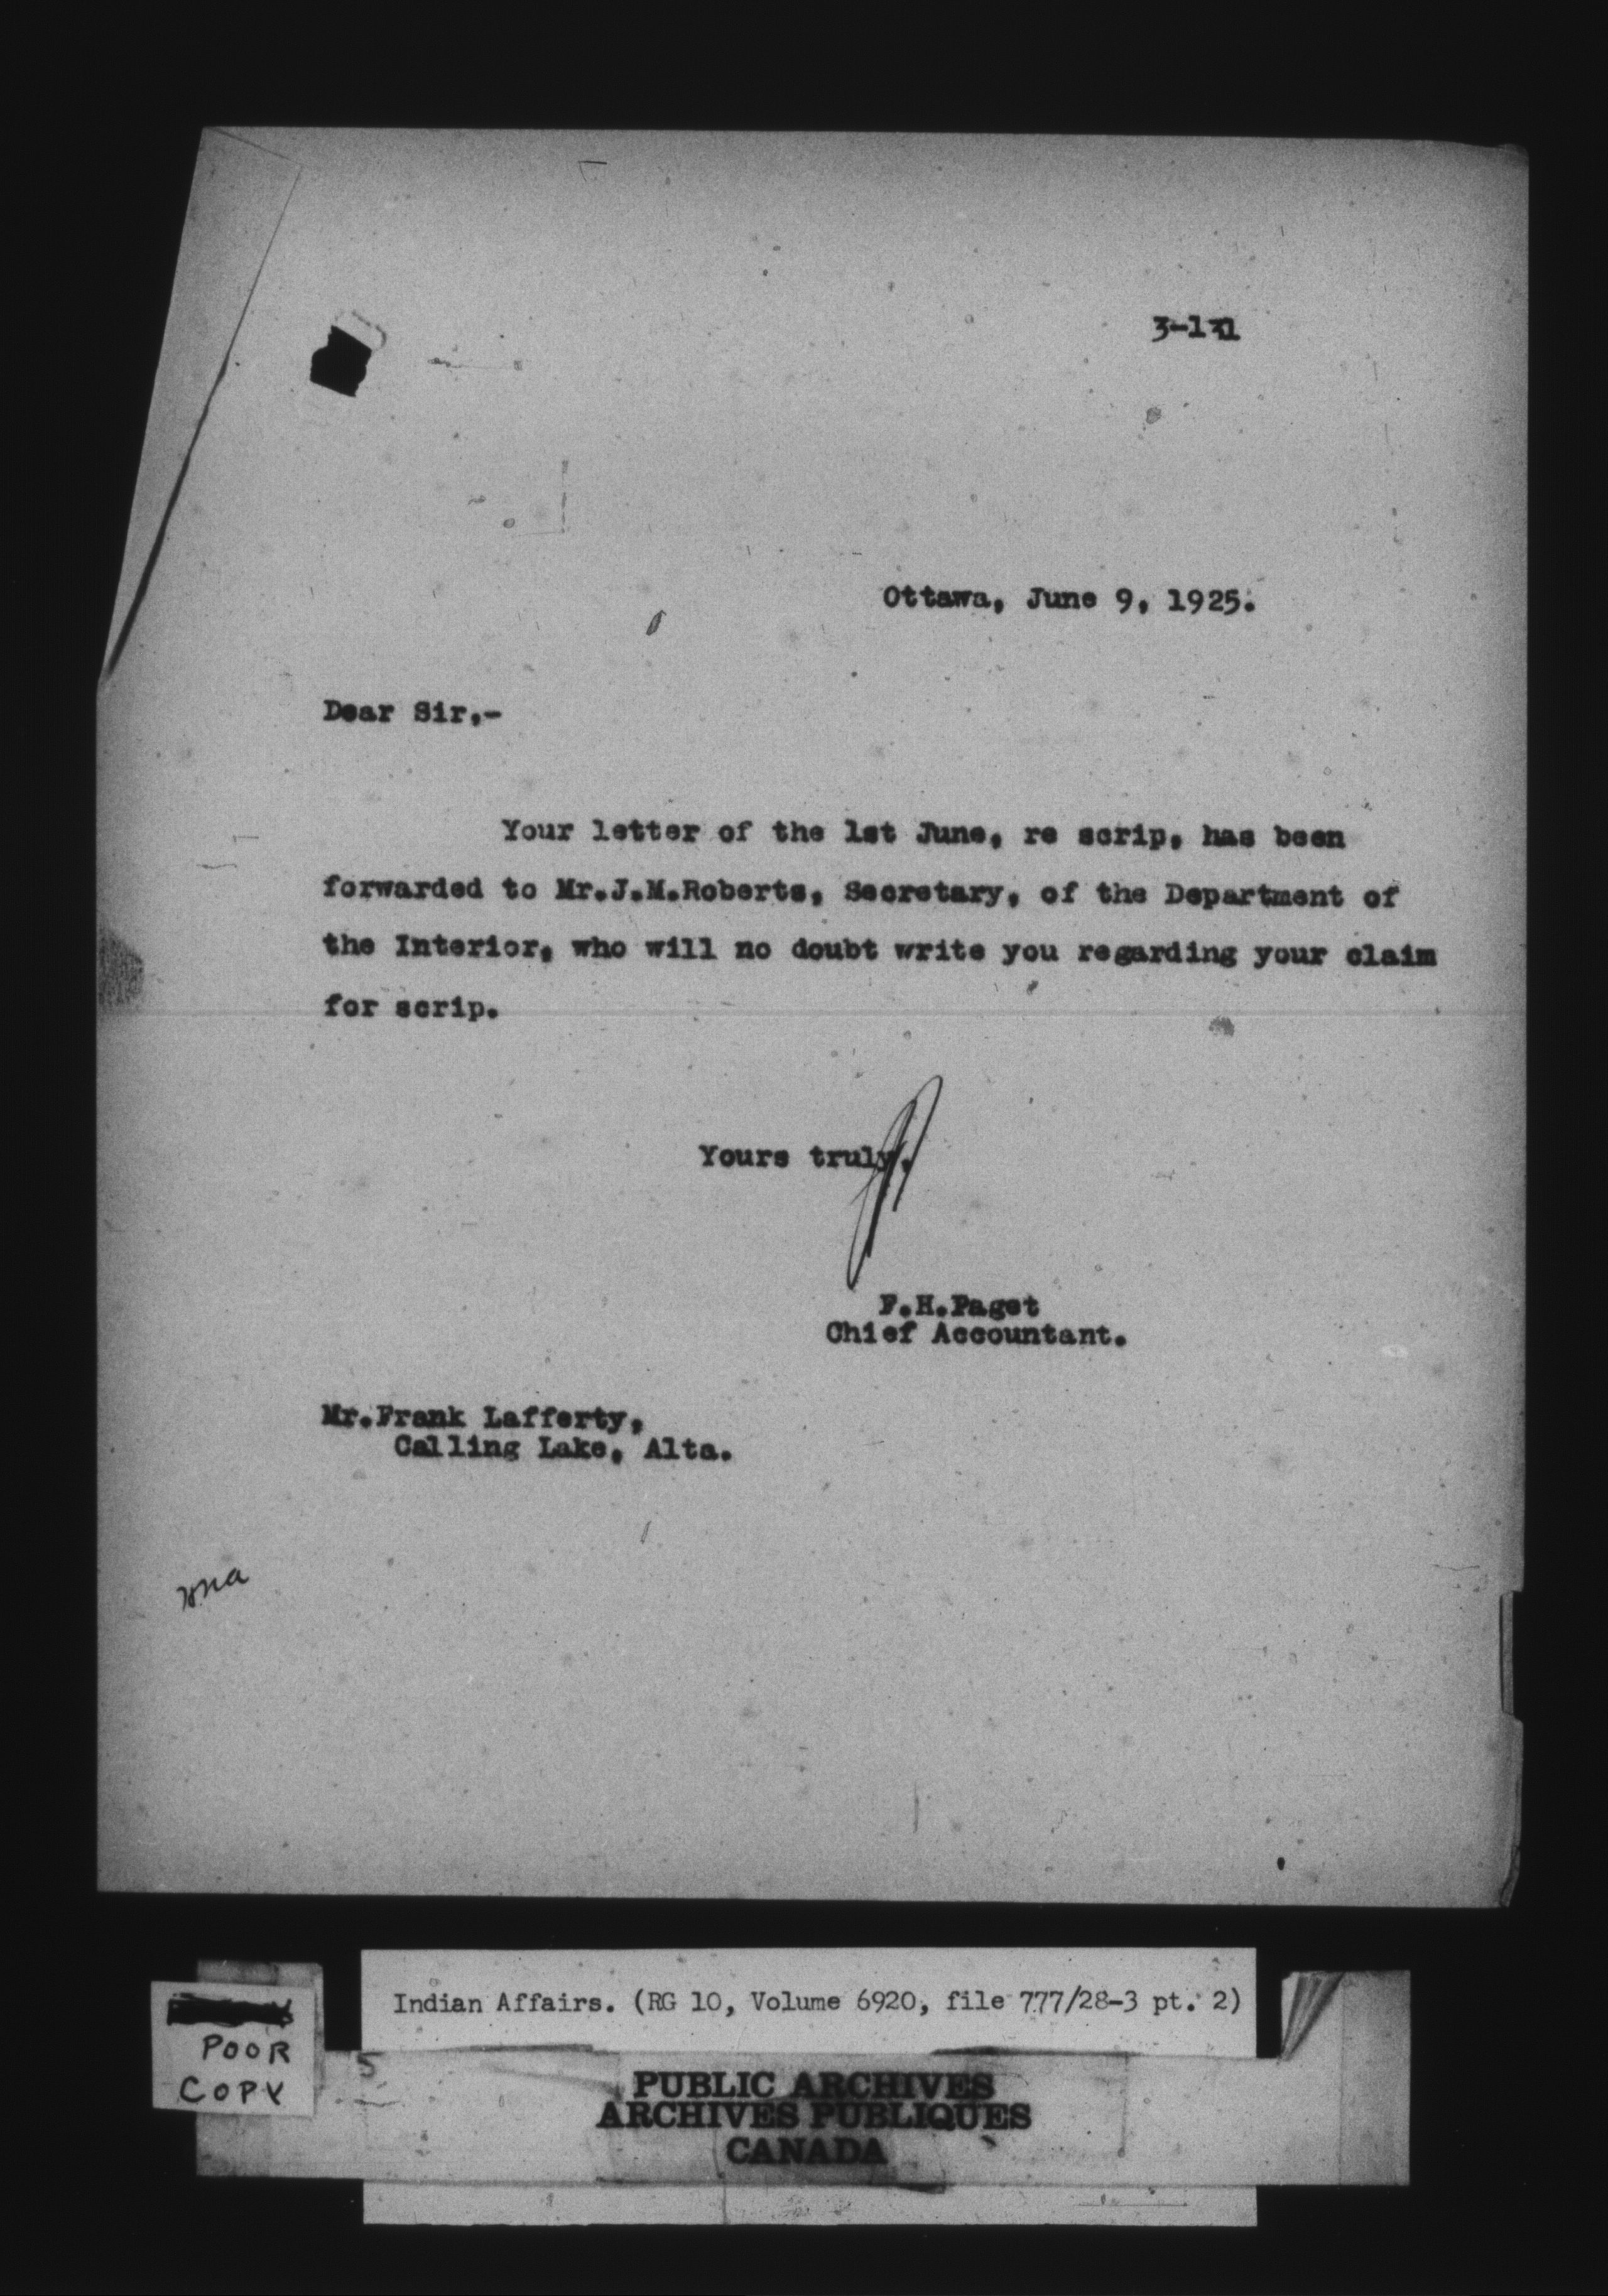 3-131
Ottawa, June 9, 1925.
Dear Sir,-
Your letter of the 1st June, re scrip, has been
forwarded to Mr.J.M.Roberts, Secretary, of the Department of
the Interior, who will no doubt write you regarding your claim
for scrip.
Yours truly,
F.H.Paget
Chief Accountant.
Mr.Frank Lafferty,
Calling Lake, Alta.
Indian Affairs. (RG 10, Volume 6920, file 777/28-3 pt. 2)
POOR
COPY
PUBLIC ARCHIVES
ARCHIVES PUBLIQUES
CANADA